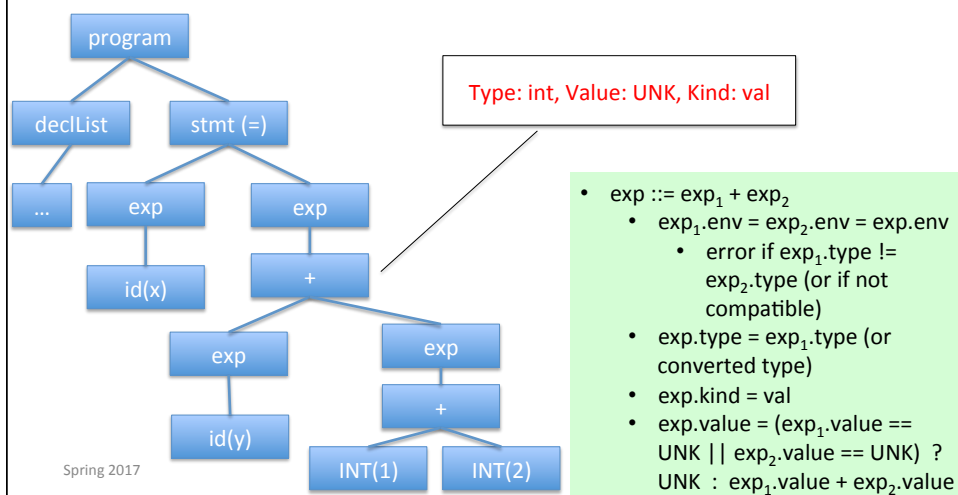 program
Type: int, Value: UNK, Kind: val
declList
stmt (=)
...
exp
exp
id(x)
+
exp
exp
id(y)
+
INT(1)
INT(2)
• exp ::= exp₁ + exp₂
• exp₁.env = exp₂.env = exp.env
• error if exp₁.type !=
exp₂.type (or if not
compatible)
• exp.type = exp₁.type (or
converted type)
• exp.kind = val
• exp.value = (exp₁.value ==
UNK || exp₂.value == UNK) ?
UNK : exp₁.value + exp₂.value
Spring 2017